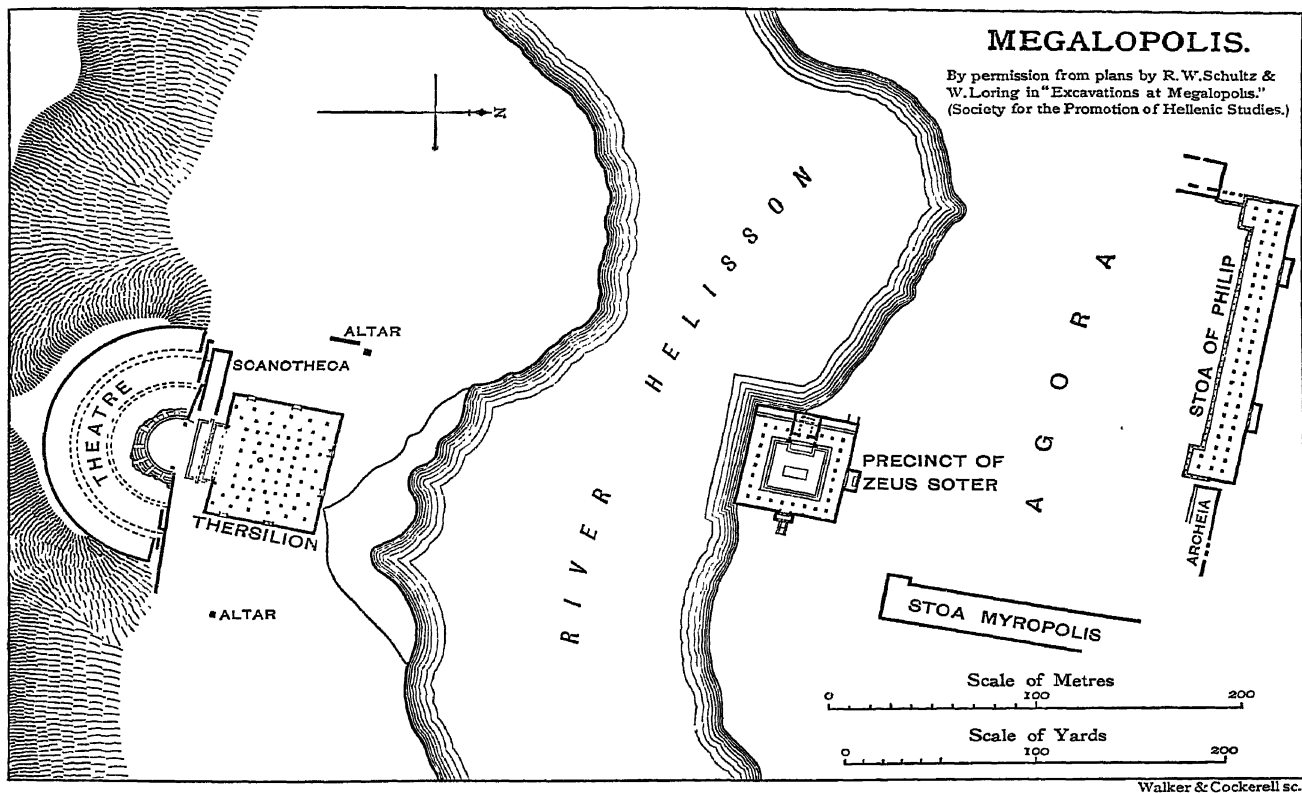 MEGALOPOLIS.
By permission from plans by R.W.Schultz &
W. Loring in "Excavations at Megalopolis."
(Society for the Promotion of Hellenic Studies.)
N
RIVER HELISSON
AGORA
STOA OF PHILIP
ALTAR
SCANOTHECA
THEATRE
THERSILION
PRECINCT OF
ZEUS SOTER
ARCHEIA
ALTAR
STOA MYROPOLIS
Scale of Metres
0 100 200
Scale of Yards
0 100 200
Walker & Cockerell sc.